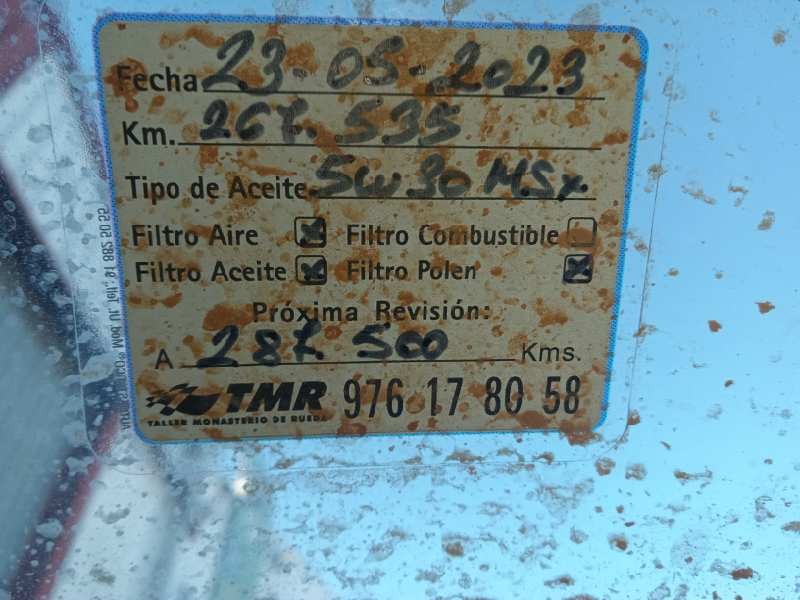 Fecha 23-05-2023
Km. 267.535
Tipo de Aceite 5W30 M.Sx.
Filtro Aire Filtro Combustible
Filtro Aceite Filtro Polen
Próxima Revisión:
A 287.500 Kms.
TMR 976 17 80 58
TALLER MONASTERIO DE RUEDA